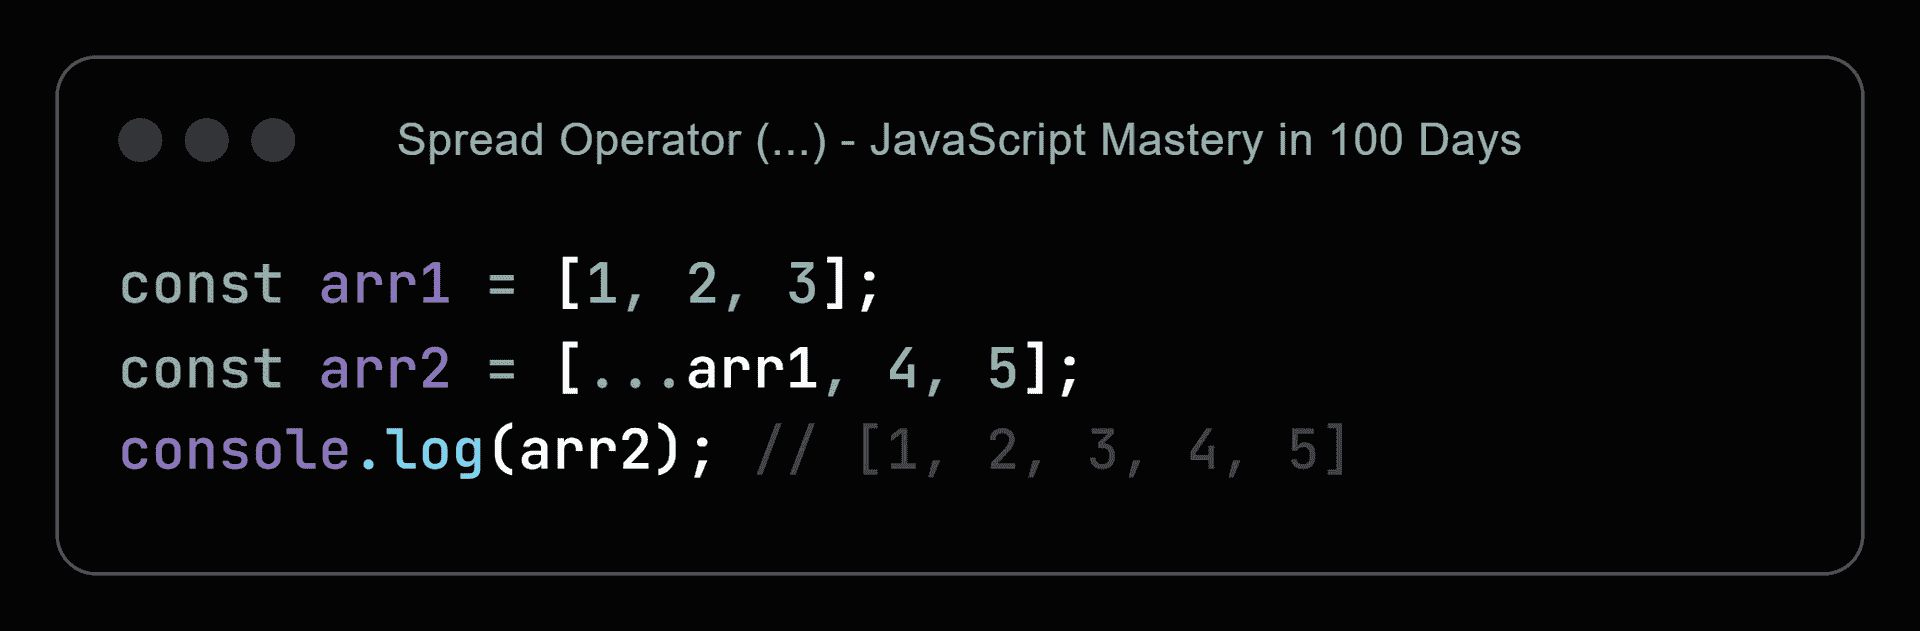 Spread Operator (...) - JavaScript Mastery in 100 Days
const arr1 = [1, 2, 3];
const arr2 = [...arr1, 4, 5];
console.log(arr2); // [1, 2, 3, 4, 5]